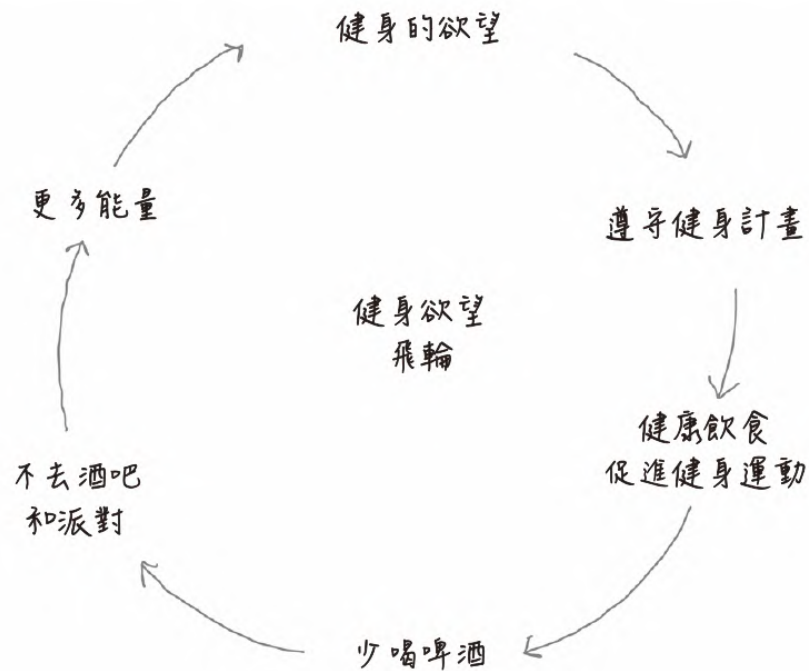 健身的欲望
遵守健身計畫
健康飲食
促進健身運動
少喝啤酒
不去酒吧
和派對
更多能量
健身欲望
飛輪